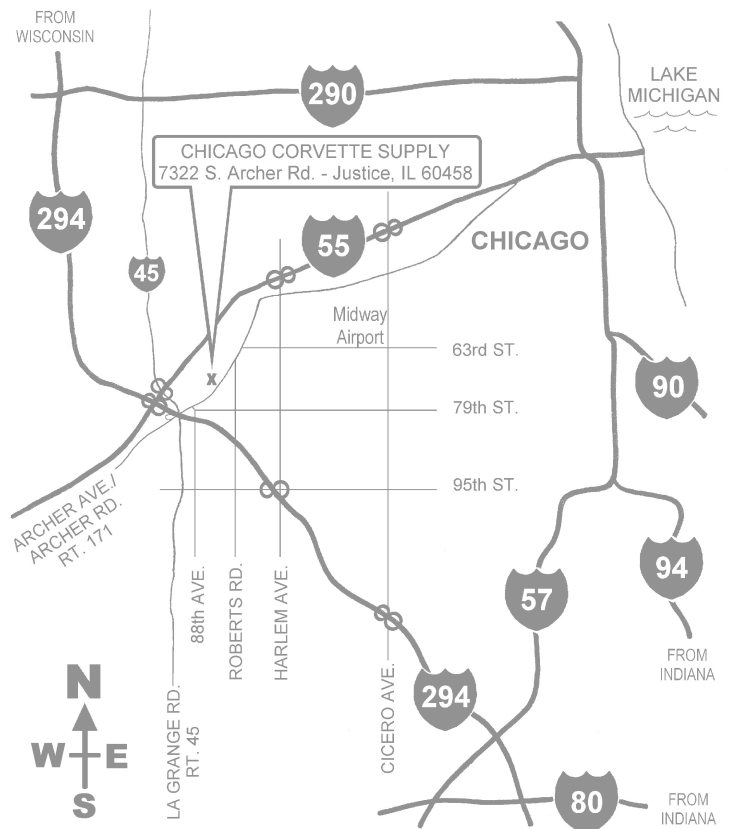 FROM
WISCONSIN
290
LAKE
MICHIGAN
CHICAGO CORVETTE SUPPLY
7322 S. Archer Rd. - Justice, IL 60458
294
55
CHICAGO
45
Midway
Airport
63rd ST.
x
90
79th ST.
95th ST.
ARCHER AVE./
ARCHER RD.
RT. 171
94
57
88th AVE.
ROBERTS RD.
HARLEM AVE.
FROM
INDIANA
N
W E
S
LA GRANGE RD.
RT. 45
CICERO AVE.
294
80
FROM
INDIANA